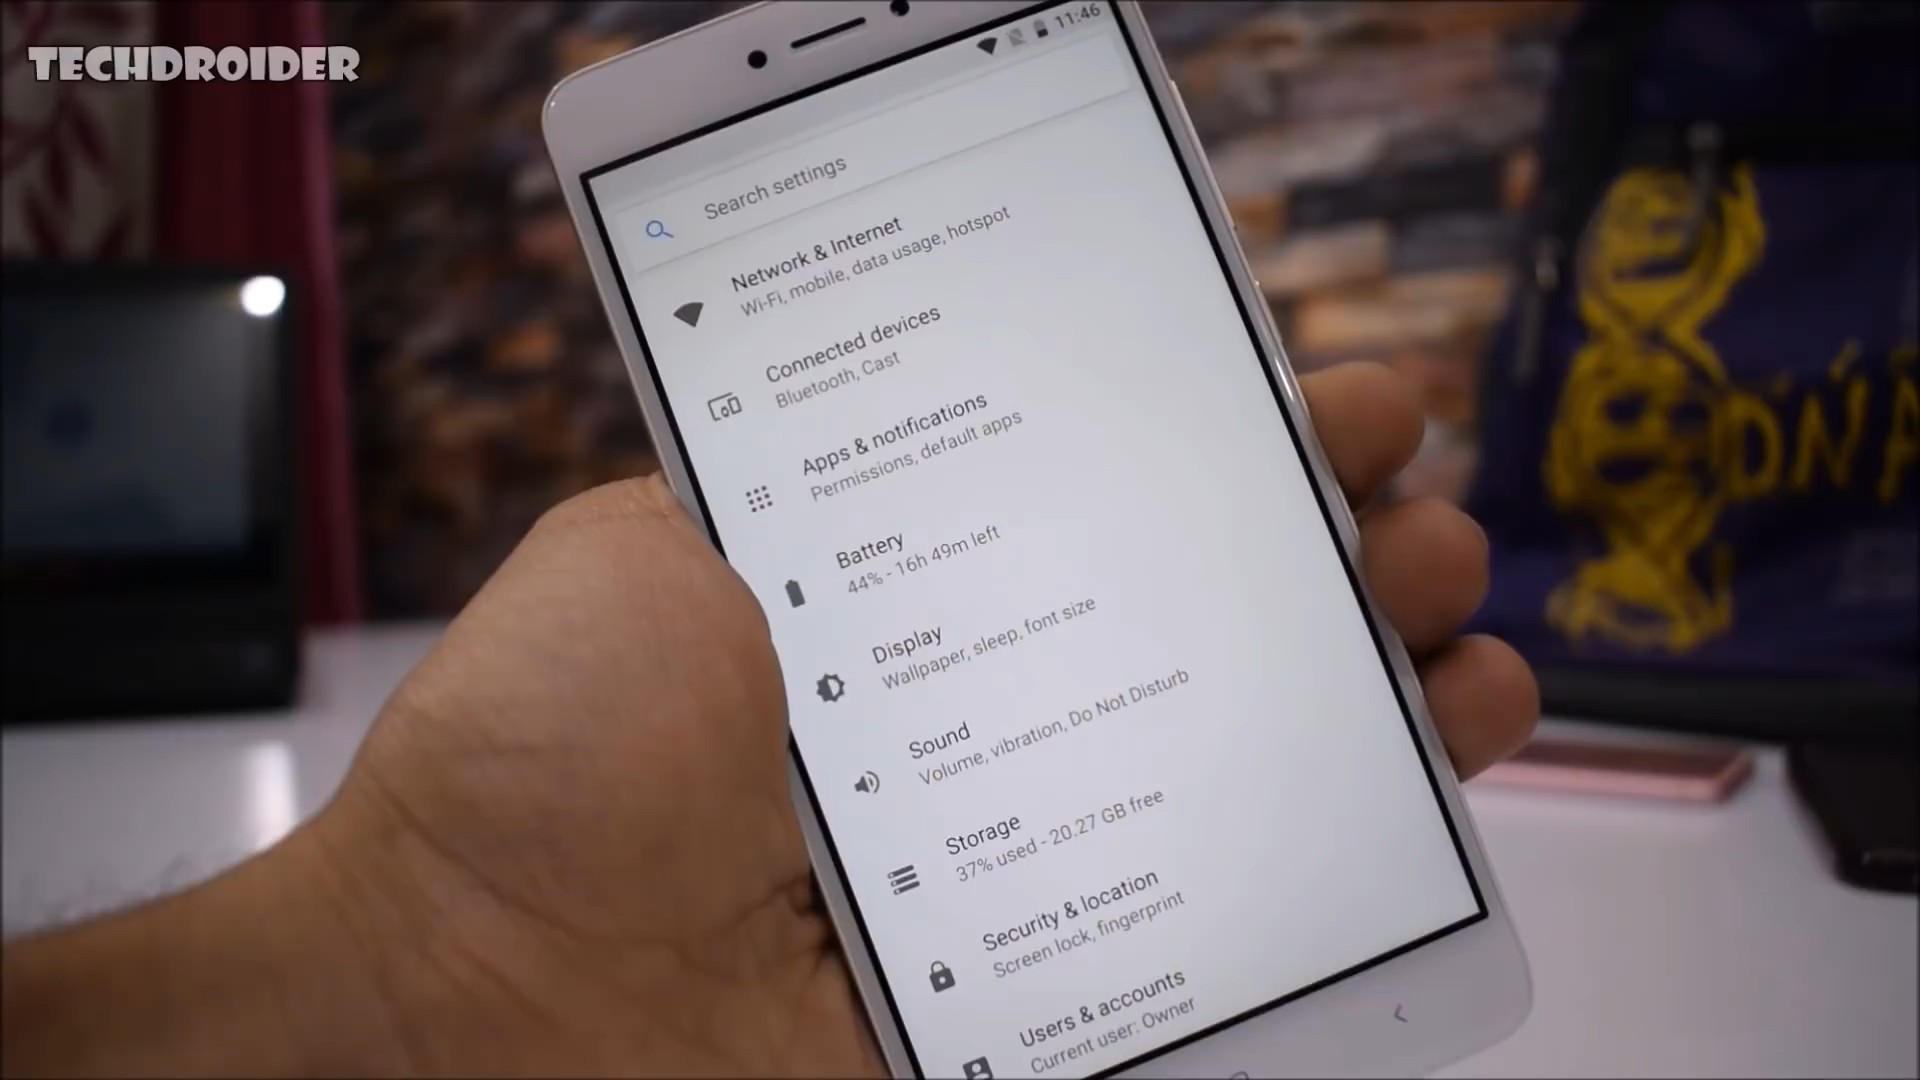 TECHDROIDER
11:46
Search settings
Network & Internet
Wi-Fi, mobile, data usage, hotspot
Connected devices
Bluetooth, Cast
Apps & notifications
Permissions, default apps
Battery
44% - 16h 49m left
Display
Wallpaper, sleep, font size
Sound
Volume, vibration, Do Not Disturb
Storage
37% used - 20.27 GB free
Security & location
Screen lock, fingerprint
Users & accounts
Current user: Owner
DNA